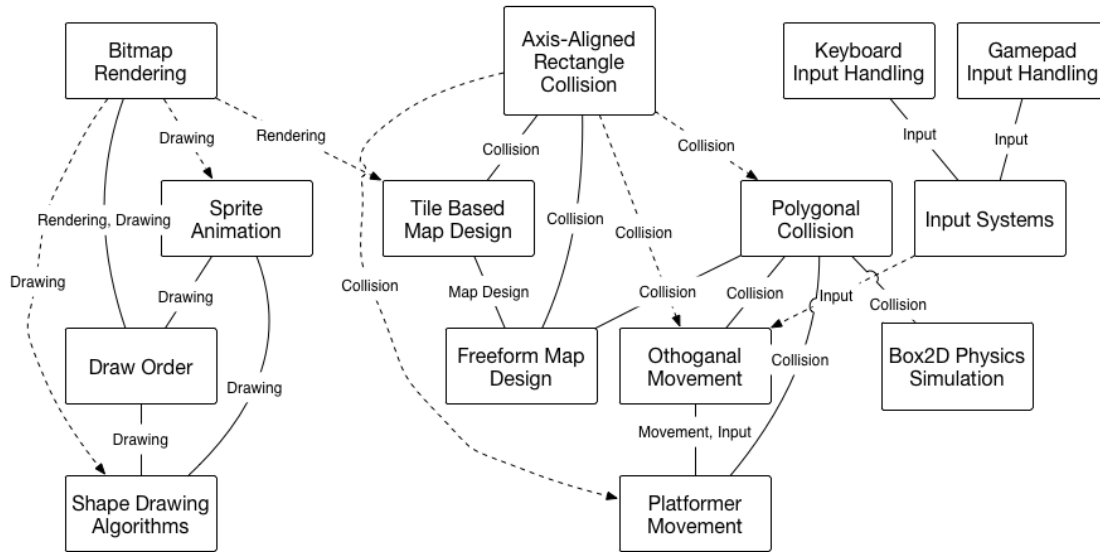 Bitmap
Rendering
Axis-Aligned
Rectangle
Collision
Keyboard
Input Handling
Gamepad
Input Handling
Drawing
Rendering
Collision
Collision
Input
Input
Sprite
Animation
Tile Based
Map Design
Polygonal
Collision
Input Systems
Rendering, Drawing
Collision
Collision
Drawing
Collision
Drawing
Map Design
Collision
Collision
Input
Collision
Draw Order
Freeform Map
Design
Othoganal
Movement
Box2D Physics
Simulation
Collision
Drawing
Drawing
Movement, Input
Shape Drawing
Algorithms
Platformer
Movement